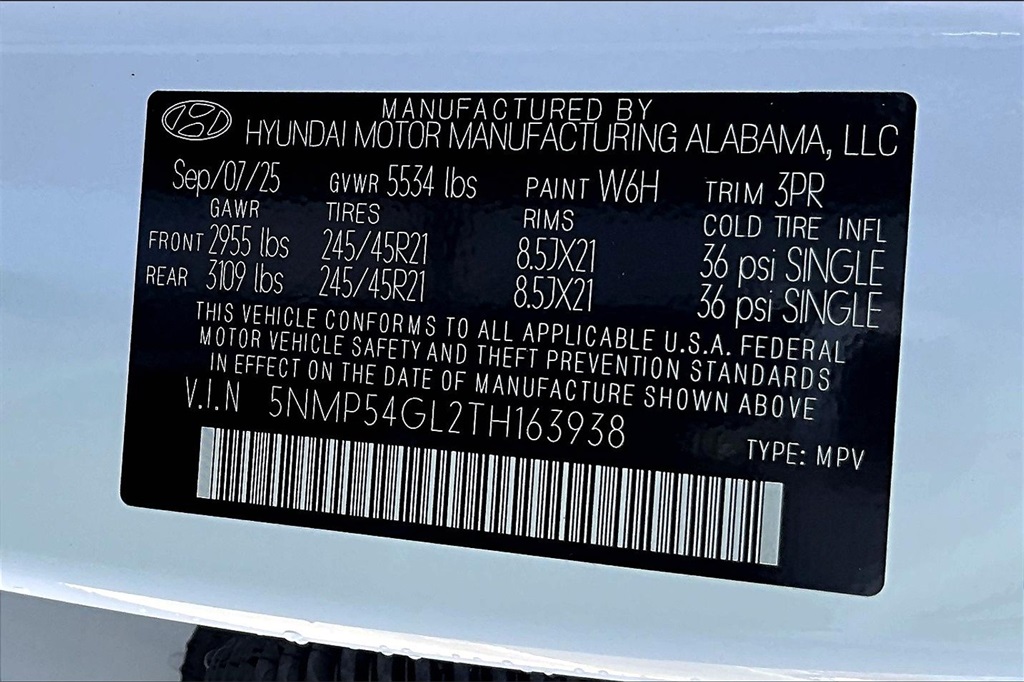 MANUFACTURED BY
HYUNDAI MOTOR MANUFACTURING ALABAMA, LLC
Sep/07/25 GVWR 5534 lbs PAINT W6H TRIM 3PR
GAWR TIRES RIMS COLD TIRE INFL
FRONT 2955 lbs 245/45R21 8.5JX21 36 psi SINGLE
REAR 3109 lbs 245/45R21 8.5JX21 36 psi SINGLE
THIS VEHICLE CONFORMS TO ALL APPLICABLE U.S.A. FEDERAL
MOTOR VEHICLE SAFETY AND THEFT PREVENTION STANDARDS
IN EFFECT ON THE DATE OF MANUFACTURE SHOWN ABOVE
V.I.N 5NMP54GL2TH163938
TYPE: MPV